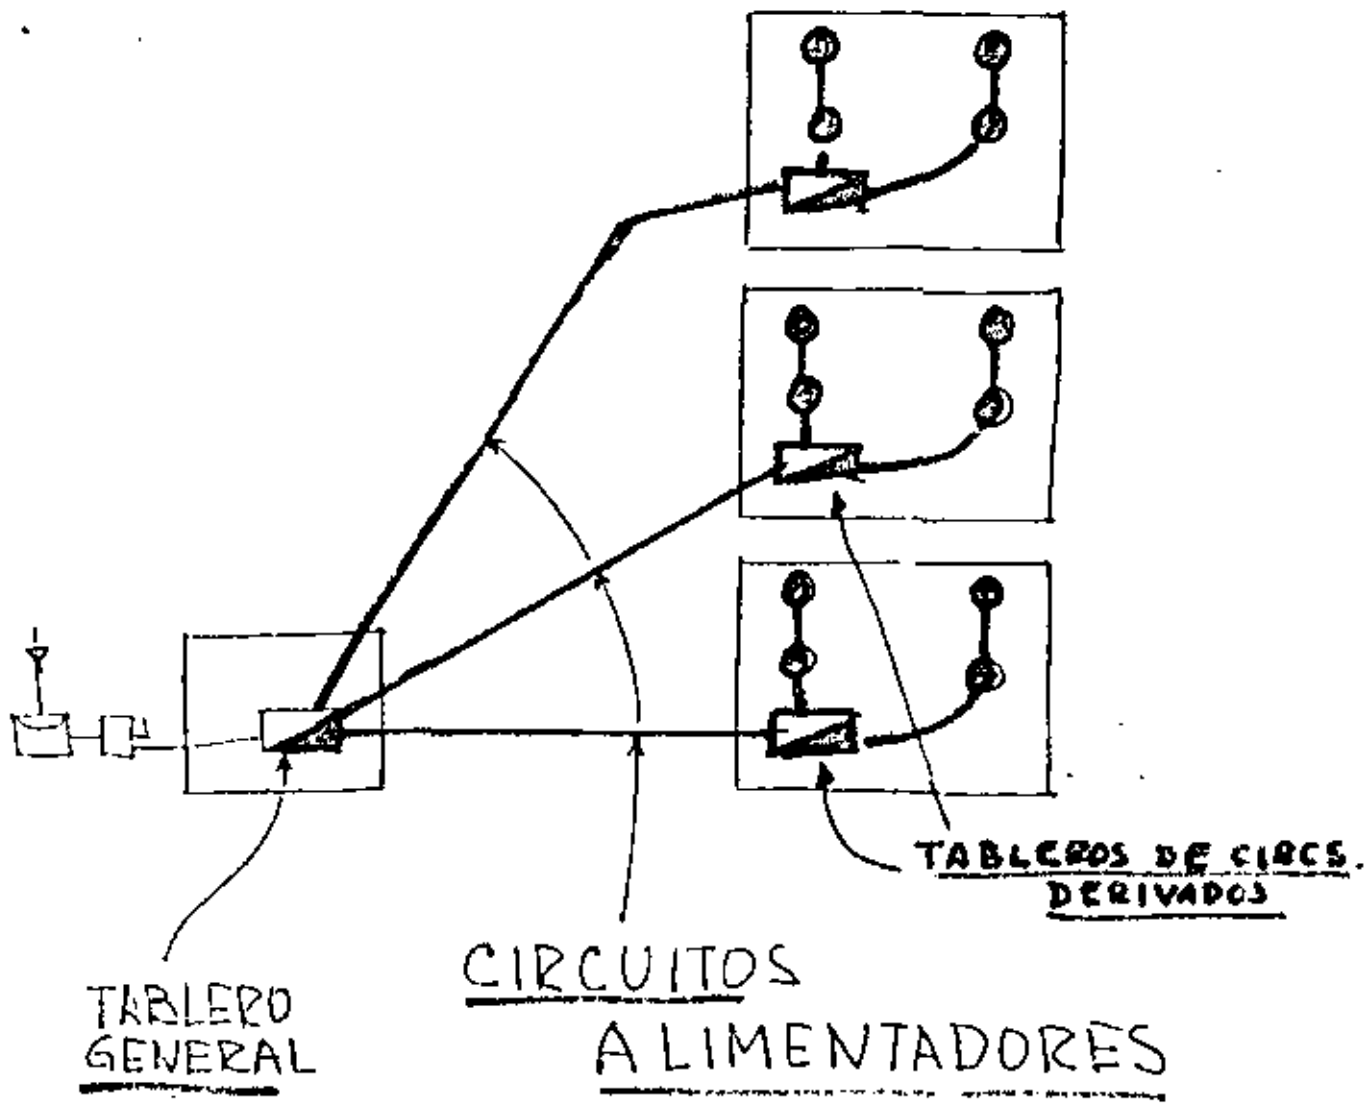 TABLEROS DE CIRCS.
DERIVADOS
CIRCUITOS
ALIMENTADORES
TABLERO
GENERAL